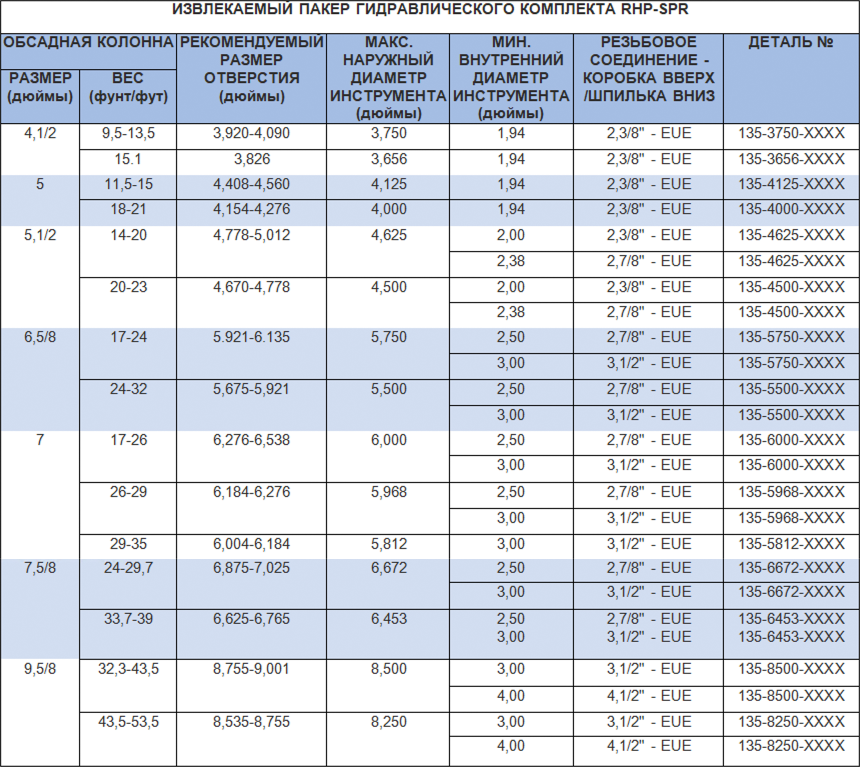 ИЗВЛЕКАЕМЫЙ ПАКЕР ГИДРАВЛИЧЕСКОГО КОМПЛЕКТА RHP-SPR
ОБСАДНАЯ КОЛОННА
РАЗМЕР
(дюймы)
ВЕС
(фунт/фут)
РЕКОМЕНДУЕМЫЙ
РАЗМЕР
ОТВЕРСТИЯ
(дюймы)
МАКС.
НАРУЖНЫЙ
ДИАМЕТР
ИНСТРУМЕНТА
(дюймы)
МИН.
ВНУТРЕННИЙ
ДИАМЕТР
ИНСТРУМЕНТА
(дюймы)
РЕЗЬБОВОЕ
СОЕДИНЕНИЕ -
КОРОБКА ВВЕРХ
/ШПИЛЬКА ВНИЗ
ДЕТАЛЬ №
4,1/2 9,5-13,5 3,920-4,090 3,750 1,94 2,3/8" - EUE 135-3750-XXXX
15.1 3,826 3,656 1,94 2,3/8" - EUE 135-3656-XXXX
5 11,5-15 4,408-4,560 4,125 1,94 2,3/8" - EUE 135-4125-XXXX
18-21 4,154-4,276 4,000 1,94 2,3/8" - EUE 135-4000-XXXX
5,1/2 14-20 4,778-5,012 4,625 2,00 2,3/8" - EUE 135-4625-XXXX
2,38 2,7/8" - EUE 135-4625-XXXX
20-23 4,670-4,778 4,500 2,00 2,3/8" - EUE 135-4500-XXXX
2,38 2,7/8" - EUE 135-4500-XXXX
6,5/8 17-24 5.921-6.135 5,750 2,50 2,7/8" - EUE 135-5750-XXXX
3,00 3,1/2" - EUE 135-5750-XXXX
24-32 5,675-5,921 5,500 2,50 2,7/8" - EUE 135-5500-XXXX
3,00 3,1/2" - EUE 135-5500-XXXX
7 17-26 6,276-6,538 6,000 2,50 2,7/8" - EUE 135-6000-XXXX
3,00 3,1/2" - EUE 135-6000-XXXX
26-29 6,184-6,276 5,968 2,50 2,7/8" - EUE 135-5968-XXXX
3,00 3,1/2" - EUE 135-5968-XXXX
29-35 6,004-6,184 5,812 3,00 3,1/2" - EUE 135-5812-XXXX
7,5/8 24-29,7 6,875-7,025 6,672 2,50 2,7/8" - EUE 135-6672-XXXX
3,00 3,1/2" - EUE 135-6672-XXXX
33,7-39 6,625-6,765 6,453 2,50 2,7/8" - EUE 135-6453-XXXX
3,00 3,1/2" - EUE 135-6453-XXXX
9,5/8 32,3-43,5 8,755-9,001 8,500 3,00 3,1/2" - EUE 135-8500-XXXX
4,00 4,1/2" - EUE 135-8500-XXXX
43,5-53,5 8,535-8,755 8,250 3,00 3,1/2" - EUE 135-8250-XXXX
4,00 4,1/2" - EUE 135-8250-XXXX